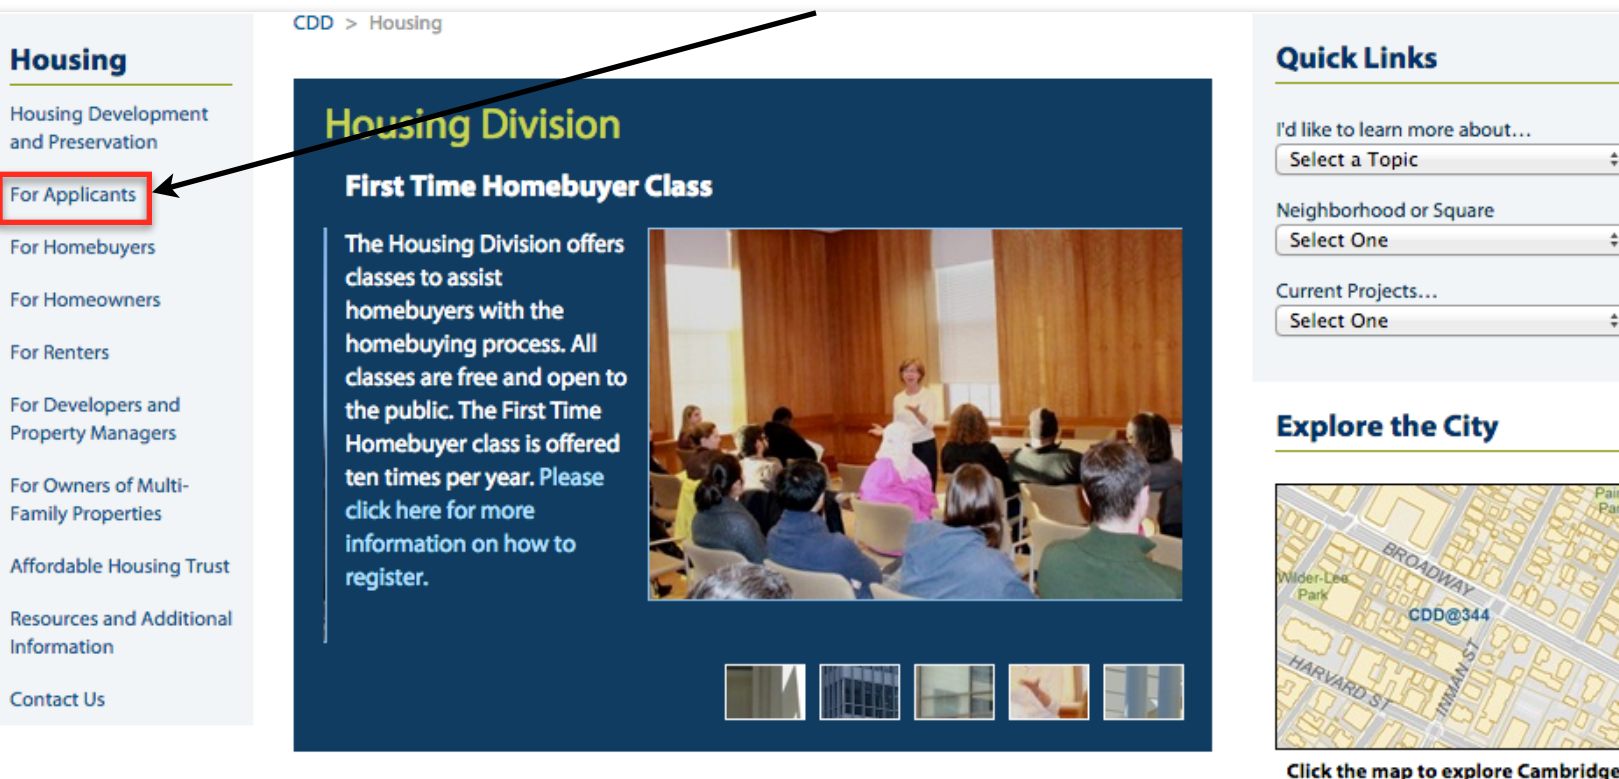 CDD > Housing
Housing
Housing Development
and Preservation
For Applicants
For Homebuyers
For Homeowners
For Renters
For Developers and
Property Managers
For Owners of Multi-
Family Properties
Affordable Housing Trust
Resources and Additional
Information
Contact Us
Housing Division
First Time Homebuyer Class
The Housing Division offers
classes to assist
homebuyers with the
homebuying process. All
classes are free and open to
the public. The First Time
Homebuyer class is offered
ten times per year. Please
click here for more
information on how to
register.
Quick Links
I'd like to learn more about...
Select a Topic
Neighborhood or Square
Select One
Current Projects...
Select One
Explore the City
BROADWAY
Wilder-Lee
Park
CDD@344
HARVARD ST
INMAN ST
Click the map to explore Cambridge